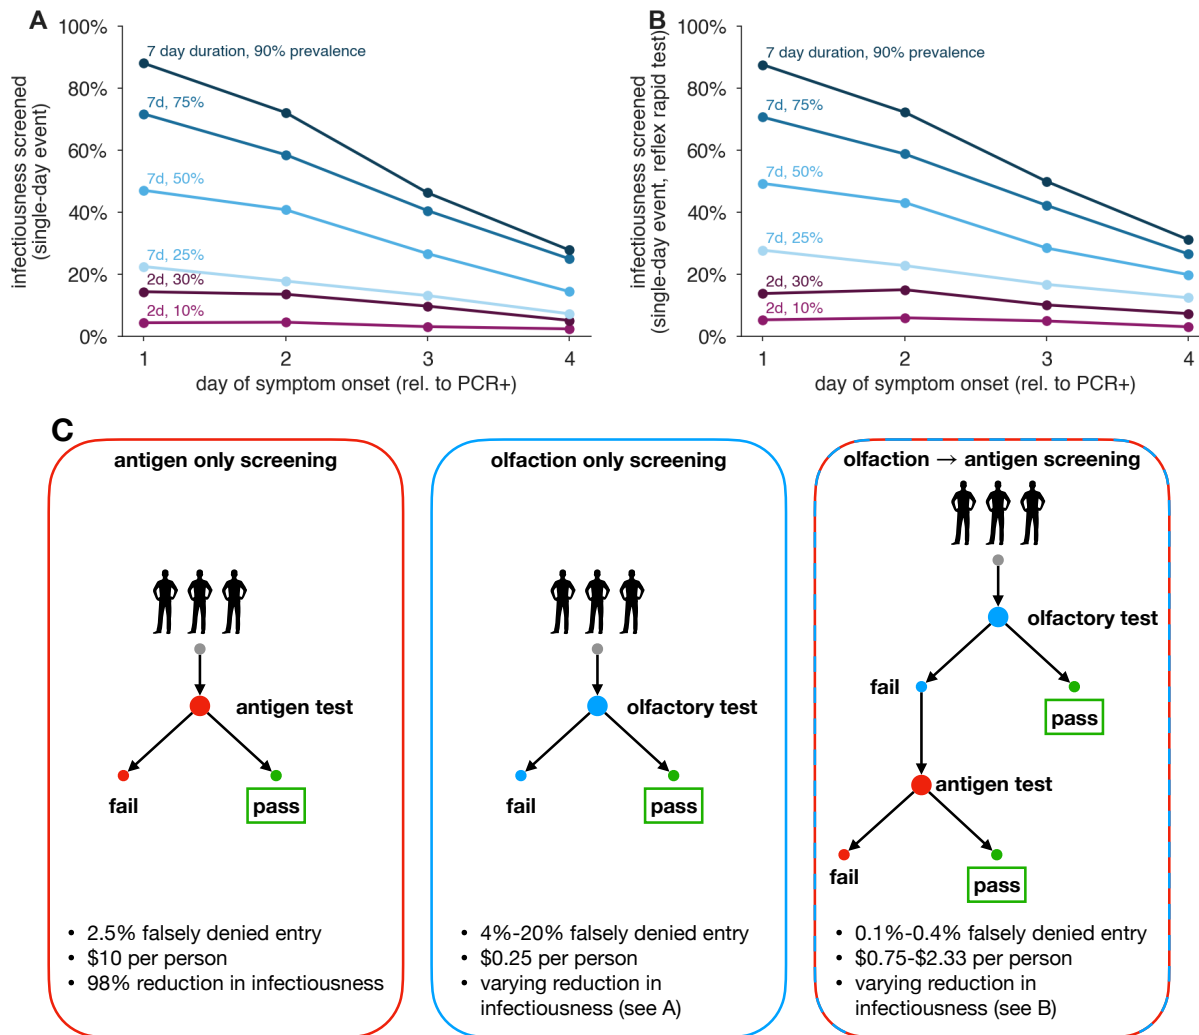 A
infectiousness screened
(single-day event)
100%
80%
60%
40%
20%
0%
7 day duration, 90% prevalence
7d, 75%
7d, 50%
7d, 25%
2d, 30%
2d, 10%
1 2 3 4
day of symptom onset (rel. to PCR+)
B
infectiousness screened
(single-day event, reflex rapid test)
100%
80%
60%
40%
20%
0%
7 day duration, 90% prevalence
7d, 75%
7d, 50%
7d, 25%
2d, 30%
2d, 10%
1 2 3 4
day of symptom onset (rel. to PCR+)
C
antigen only screening
antigen test
fail
pass
• 2.5% falsely denied entry
• $10 per person
• 98% reduction in infectiousness
olfaction only screening
olfactory test
fail
pass
• 4%-20% falsely denied entry
• $0.25 per person
• varying reduction in
infectiousness (see A)
olfaction → antigen screening
olfactory test
fail
pass
antigen test
fail
pass
• 0.1%-0.4% falsely denied entry
• $0.75-$2.33 per person
• varying reduction in
infectiousness (see B)